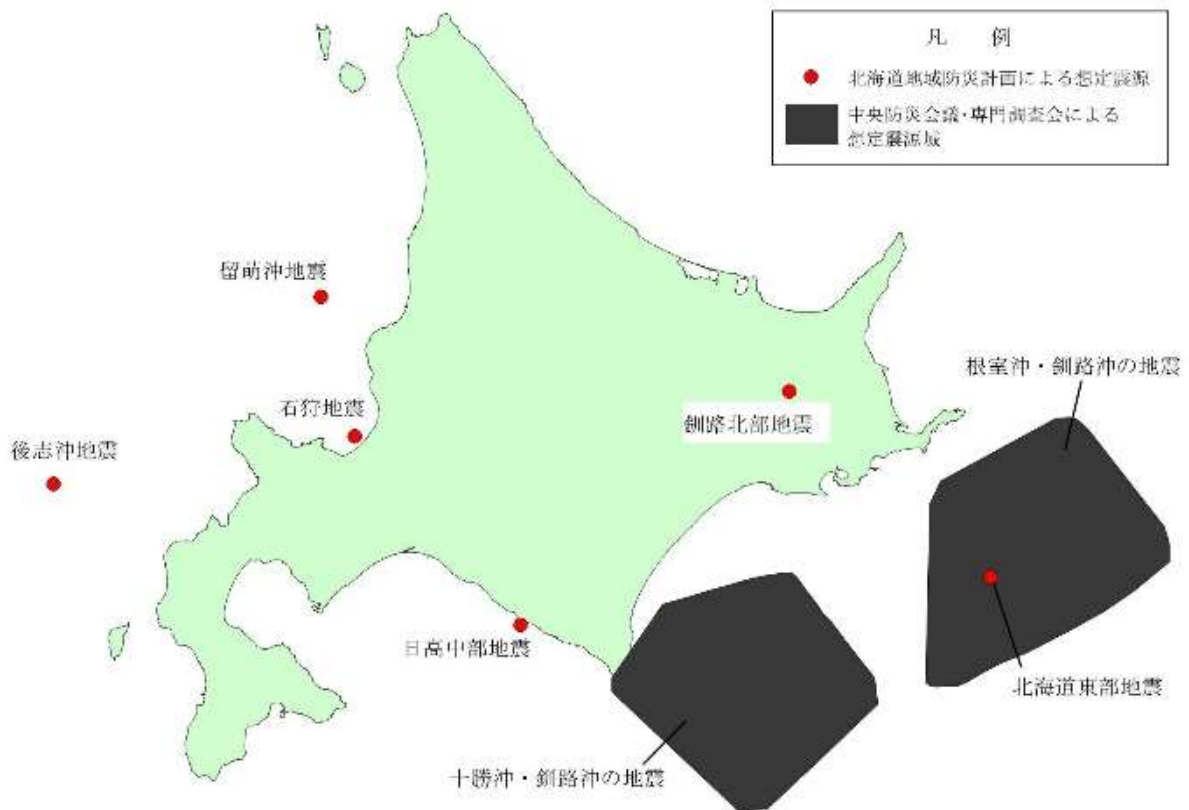 凡 例
北海道地域防災計画による想定震源
中央防災会議・専門調査会による
想定震源域
留萌沖地震
根室沖・釧路沖の地震
石狩地震
釧路北部地震
後志沖地震
日高中部地震
北海道東部地震
十勝沖・釧路沖の地震